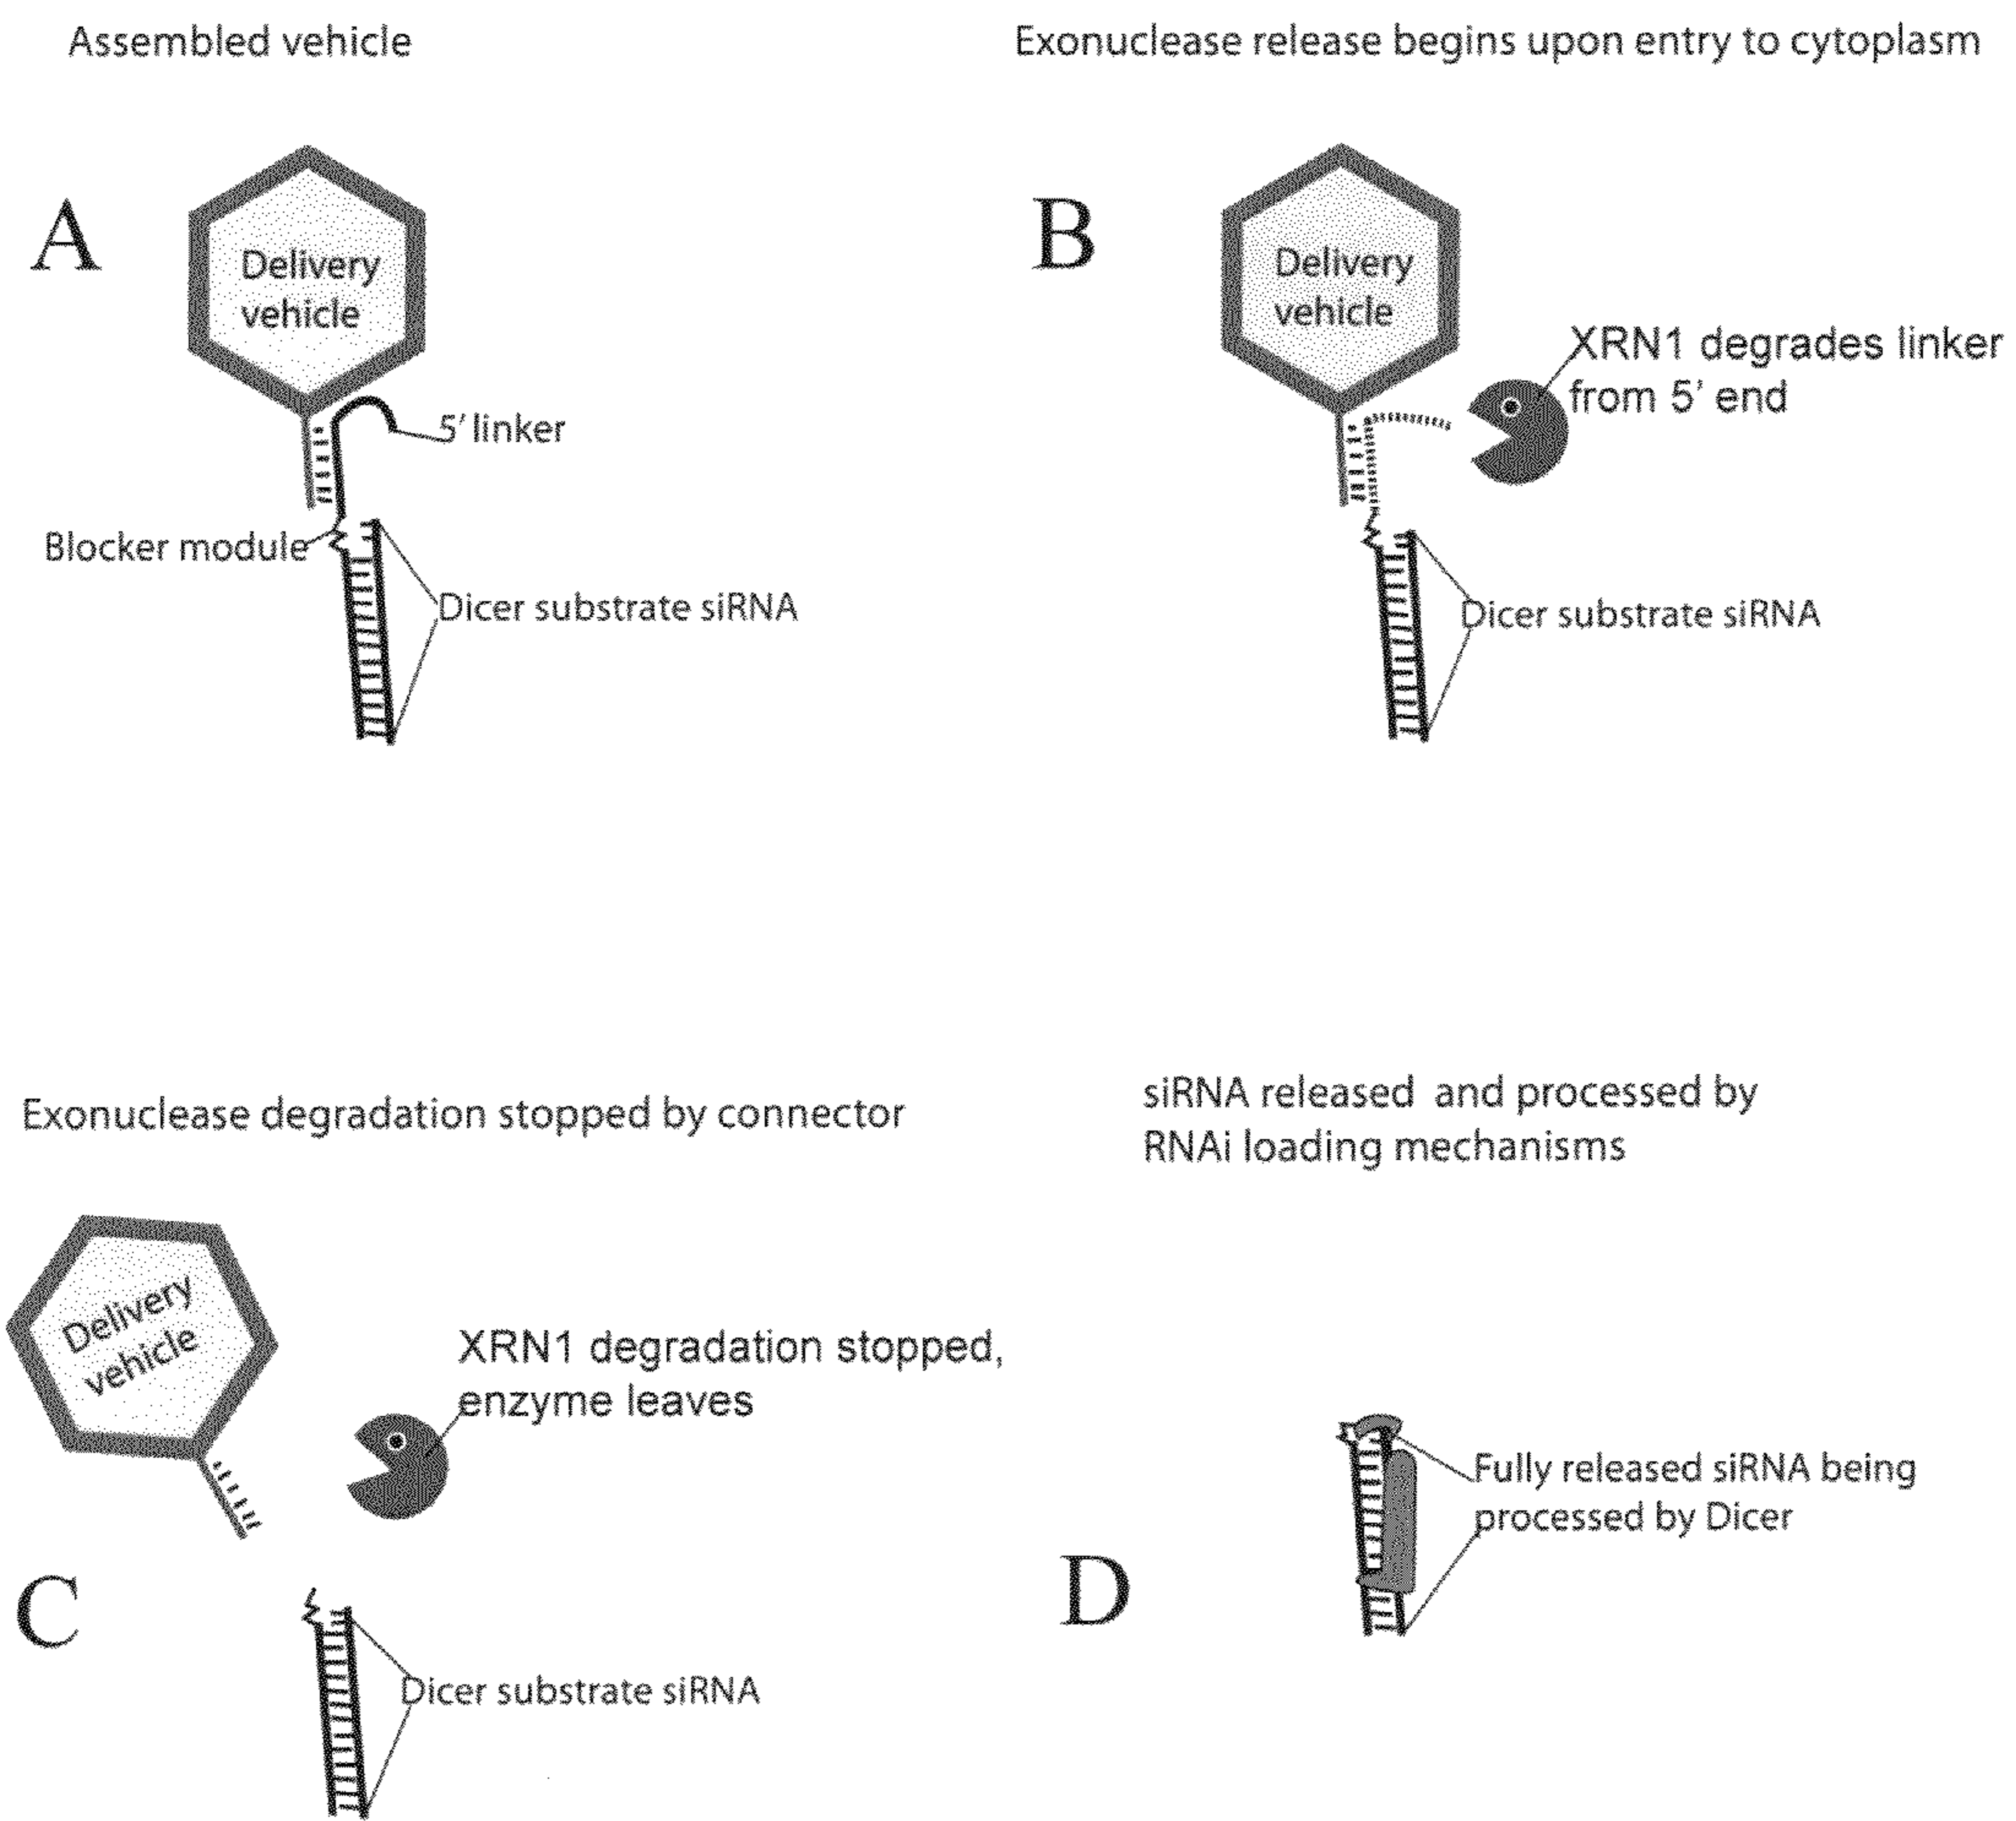 Assembled vehicle
Exonuclease release begins upon entry to cytoplasm
A
Delivery
vehicle
5' linker
Blocker module
Dicer substrate siRNA
B
Delivery
vehicle
XRN1 degrades linker
from 5' end
Dicer substrate siRNA
Exonuclease degradation stopped by connector
siRNA released and processed by
RNAi loading mechanisms
Delivery
vehicle
XRN1 degradation stopped,
enzyme leaves
C
Dicer substrate siRNA
D
Fully released siRNA being
processed by Dicer